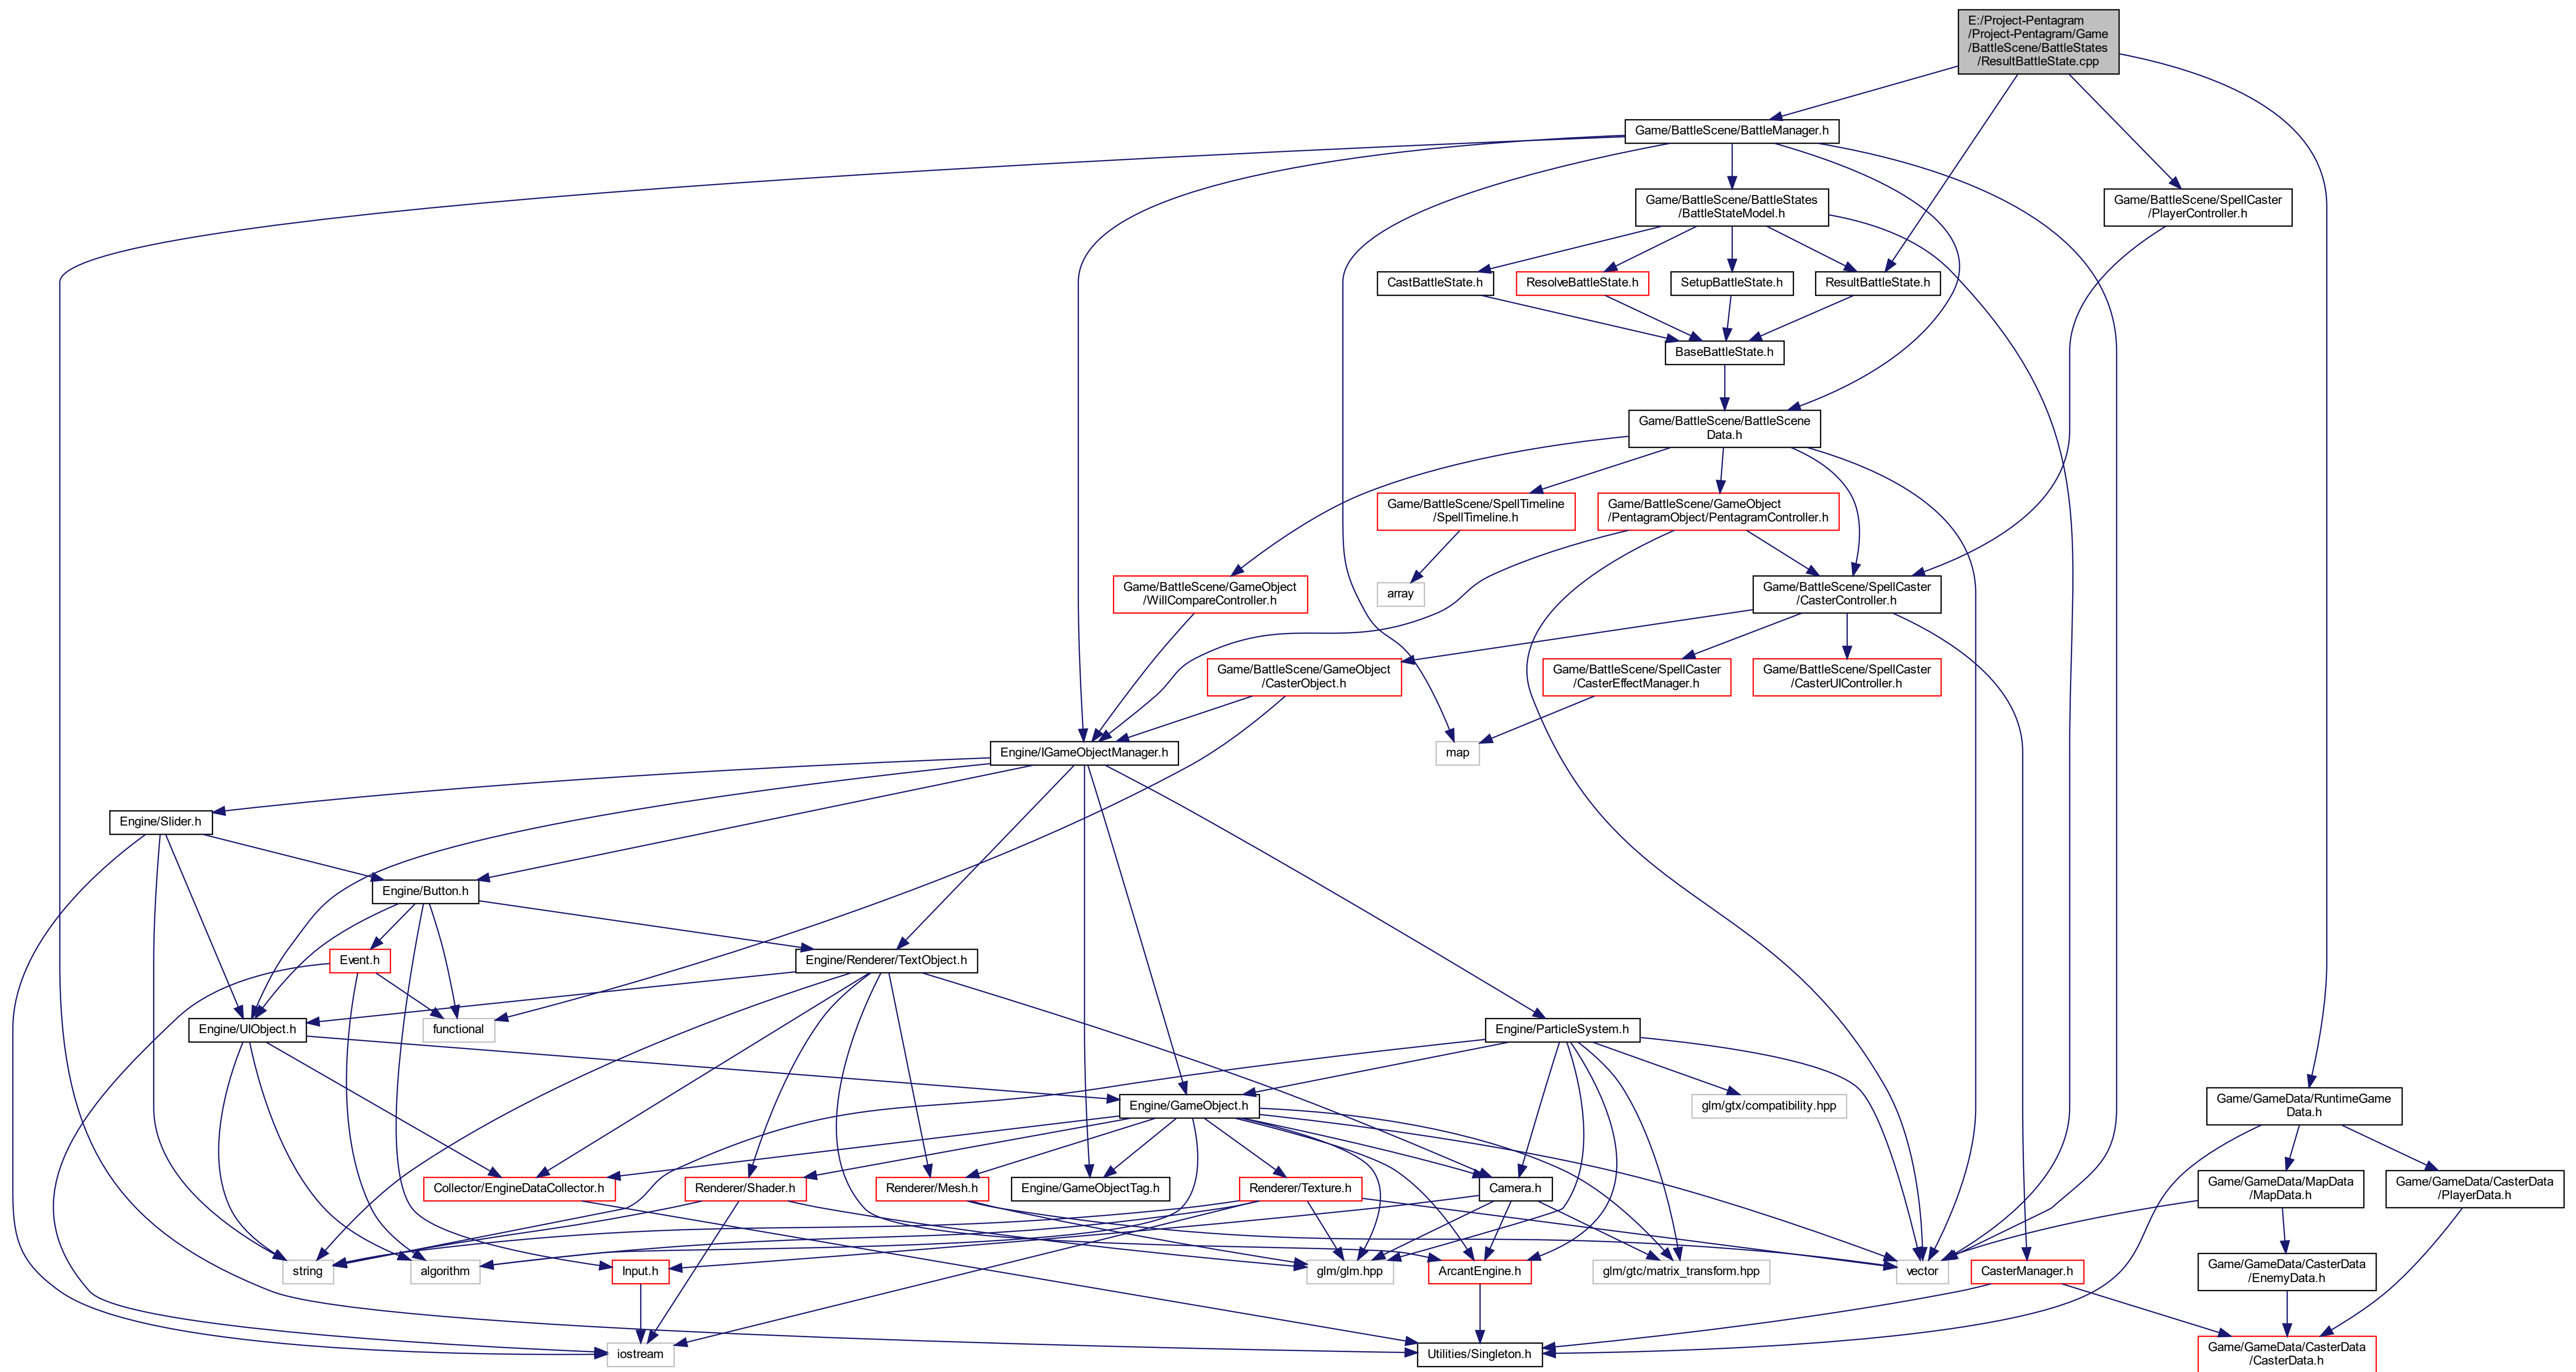 E:/Project-Pentagram
/Project-Pentagram/Game
/BattleScene/BattleStates
/ResultBattleState.cpp
Game/BattleScene/BattleManager.h
Game/BattleScene/BattleStates
/BattleStateModel.h
Game/BattleScene/SpellCaster
/PlayerController.h
CastBattleState.h
ResolveBattleState.h
SetupBattleState.h
ResultBattleState.h
BaseBattleState.h
Game/BattleScene/BattleScene
Data.h
Game/BattleScene/SpellTimeline
/SpellTimeline.h
Game/BattleScene/GameObject
/PentagramObject/PentagramController.h
Game/BattleScene/GameObject
/WillCompareController.h
array
Game/BattleScene/SpellCaster
/CasterController.h
Game/BattleScene/GameObject
/CasterObject.h
Game/BattleScene/SpellCaster
/CasterEffectManager.h
Game/BattleScene/SpellCaster
/CasterUIController.h
Engine/IGameObjectManager.h
map
Engine/Slider.h
Engine/Button.h
Event.h
Engine/Renderer/TextObject.h
Engine/UIObject.h
functional
Engine/ParticleSystem.h
Engine/GameObject.h
glm/gtx/compatibility.hpp
Game/GameData/RuntimeGame
Data.h
Collector/EngineDataCollector.h
Renderer/Shader.h
Renderer/Mesh.h
Engine/GameObjectTag.h
Renderer/Texture.h
Camera.h
Game/GameData/MapData
/MapData.h
Game/GameData/CasterData
/PlayerData.h
string
algorithm
Input.h
glm/glm.hpp
ArcantEngine.h
glm/gtc/matrix_transform.hpp
vector
CasterManager.h
Game/GameData/CasterData
/EnemyData.h
iostream
Utilities/Singleton.h
Game/GameData/CasterData
/CasterData.h